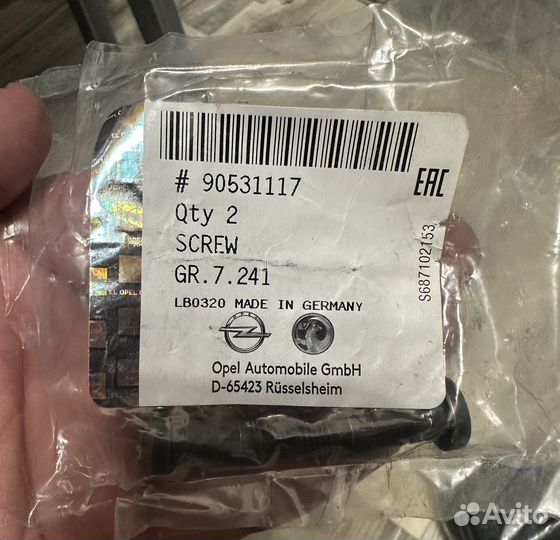 # 90531117
EAC
Qty 2
SCREW
GR.7.241
LB0320 MADE IN GERMANY
S687102153
Opel Automobile GmbH
D-65423 Rüsselsheim
Avito